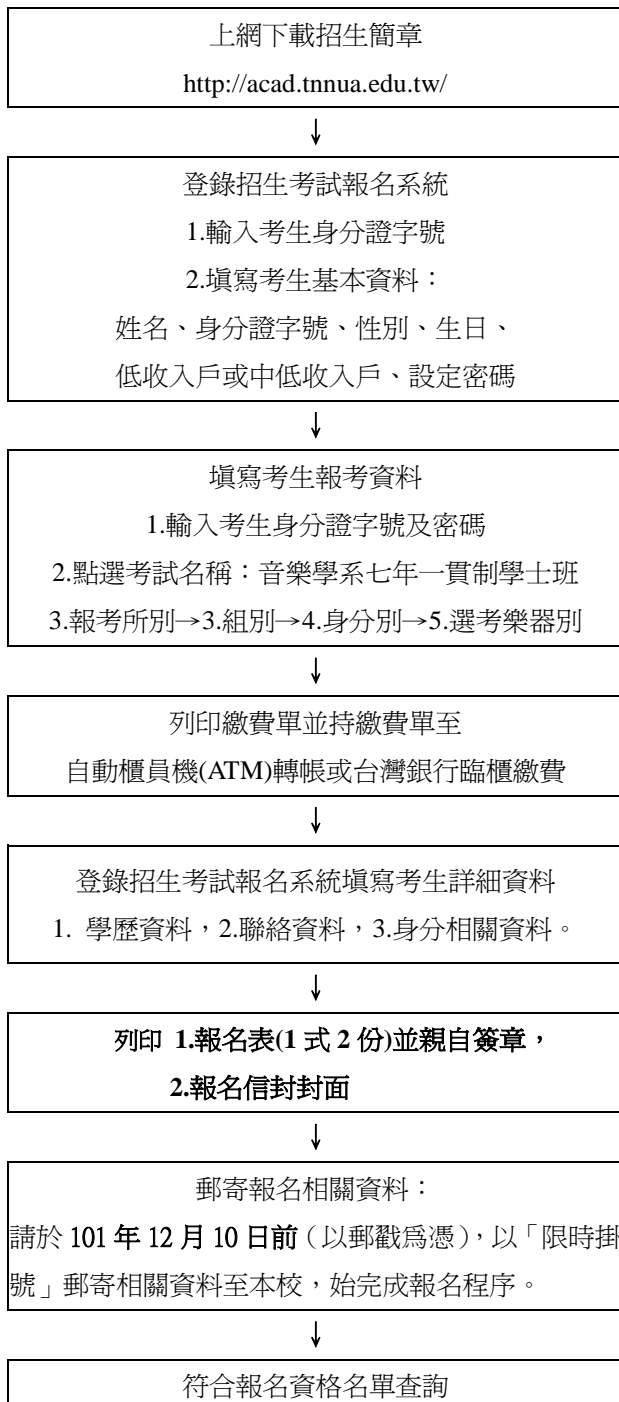 上網下載招生簡章
http://acad.tnnua.edu.tw/
↓
登錄招生考試報名系統
1.輸入考生身分證字號
2.填寫考生基本資料：
姓名、身分證字號、性別、生日、
低收入戶或中低收入戶、設定密碼
↓
填寫考生報考資料
1.輸入考生身分證字號及密碼
2.點選考試名稱：音樂學系七年一貫制學士班
3.報考所別→3.組別→4.身分別→5.選考樂器別
↓
列印繳費單並持繳費單至
自動櫃員機(ATM)轉帳或台灣銀行臨櫃繳費
↓
登錄招生考試報名系統填寫考生詳細資料
1. 學歷資料，2.聯絡資料，3.身分相關資料。
↓
列印 1.報名表(1 式 2 份)並親自簽章，
2.報名信封封面
↓
郵寄報名相關資料：
請於 101 年 12 月 10 日前（以郵戳為憑），以「限時掛
號」郵寄相關資料至本校，始完成報名程序。
↓
符合報名資格名單查詢